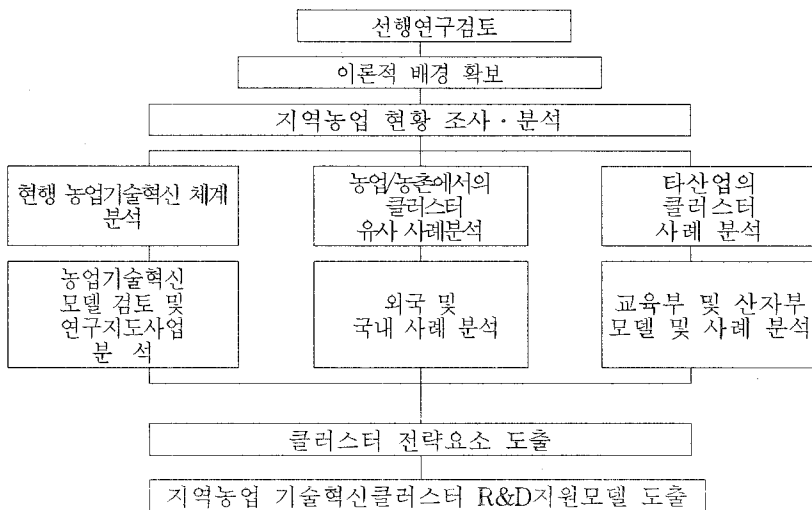 선행연구검토
이론적 배경 확보
지역농업 현황 조사·분석
현행 농업기술혁신 체계
분석
농업/농촌에서의
클러스터
유사 사례분석
타산업의
클러스터
사례 분석
농업기술혁신
모델 검토 및
연구지도사업
분 석
외국 및
국내 사례 분석
교육부 및 산자부
모델 및 사례 분석
클러스터 전략요소 도출
지역농업 기술혁신클러스터 R&D지원모델 도출